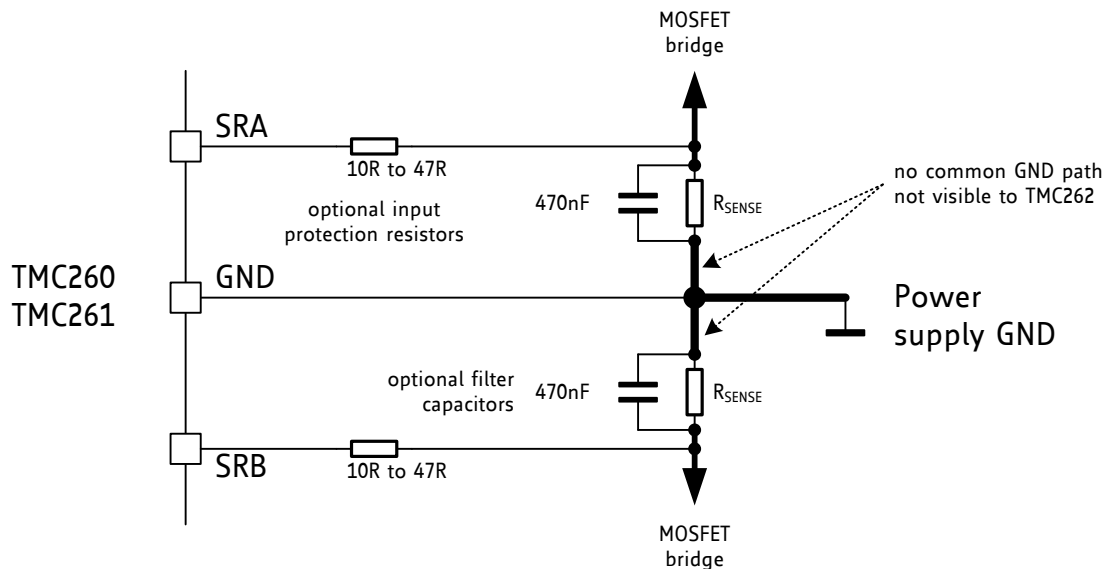 MOSFET
bridge
SRA
10R to 47R
optional input
protection resistors
470nF
RSENSE
no common GND path
not visible to TMC262
TMC260
TMC261
GND
Power
supply GND
optional filter
capacitors
470nF
RSENSE
SRB
10R to 47R
MOSFET
bridge